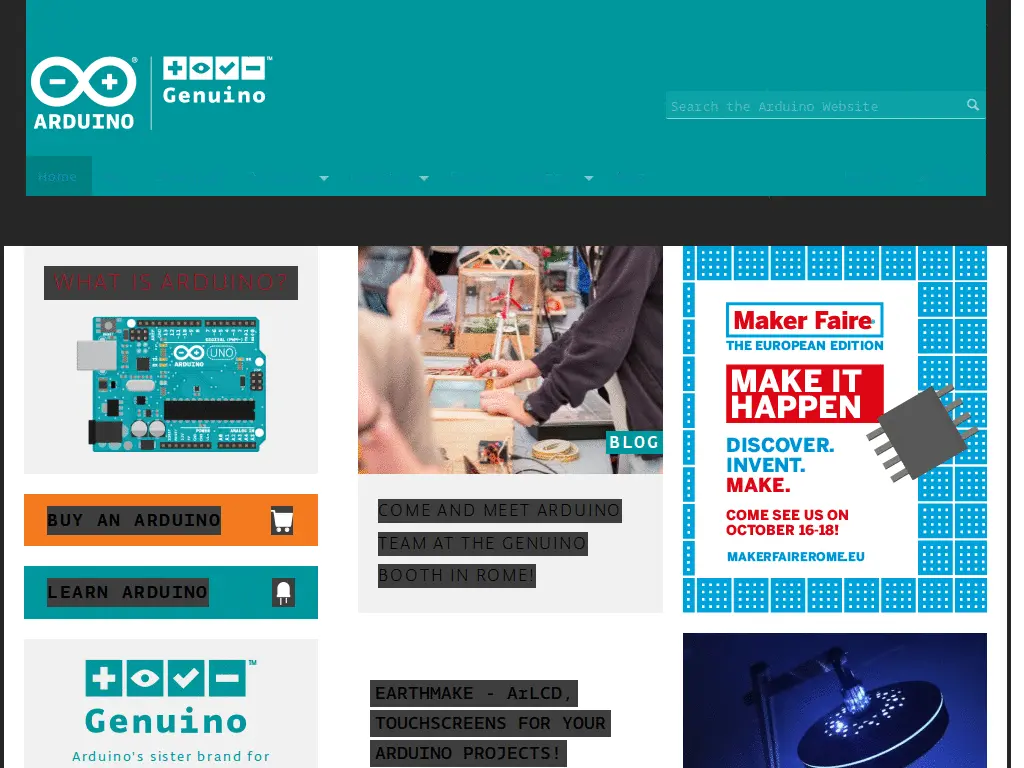 ARDUINO
Genuino
Search the Arduino Website
Home
WHAT IS ARDUINO?
ARDUINO
UNO
BUY AN ARDUINO
LEARN ARDUINO
Genuino
Arduino's sister brand for
BLOG
COME AND MEET ARDUINO
TEAM AT THE GENUINO
BOOTH IN ROME!
EARTHMAKE - ArLCD,
TOUCHSCREENS FOR YOUR
ARDUINO PROJECTS!
Maker Faire
THE EUROPEAN EDITION
MAKE IT
HAPPEN
DISCOVER.
INVENT.
MAKE.
COME SEE US ON
OCTOBER 16-18!
MAKERFAIREROME.EU